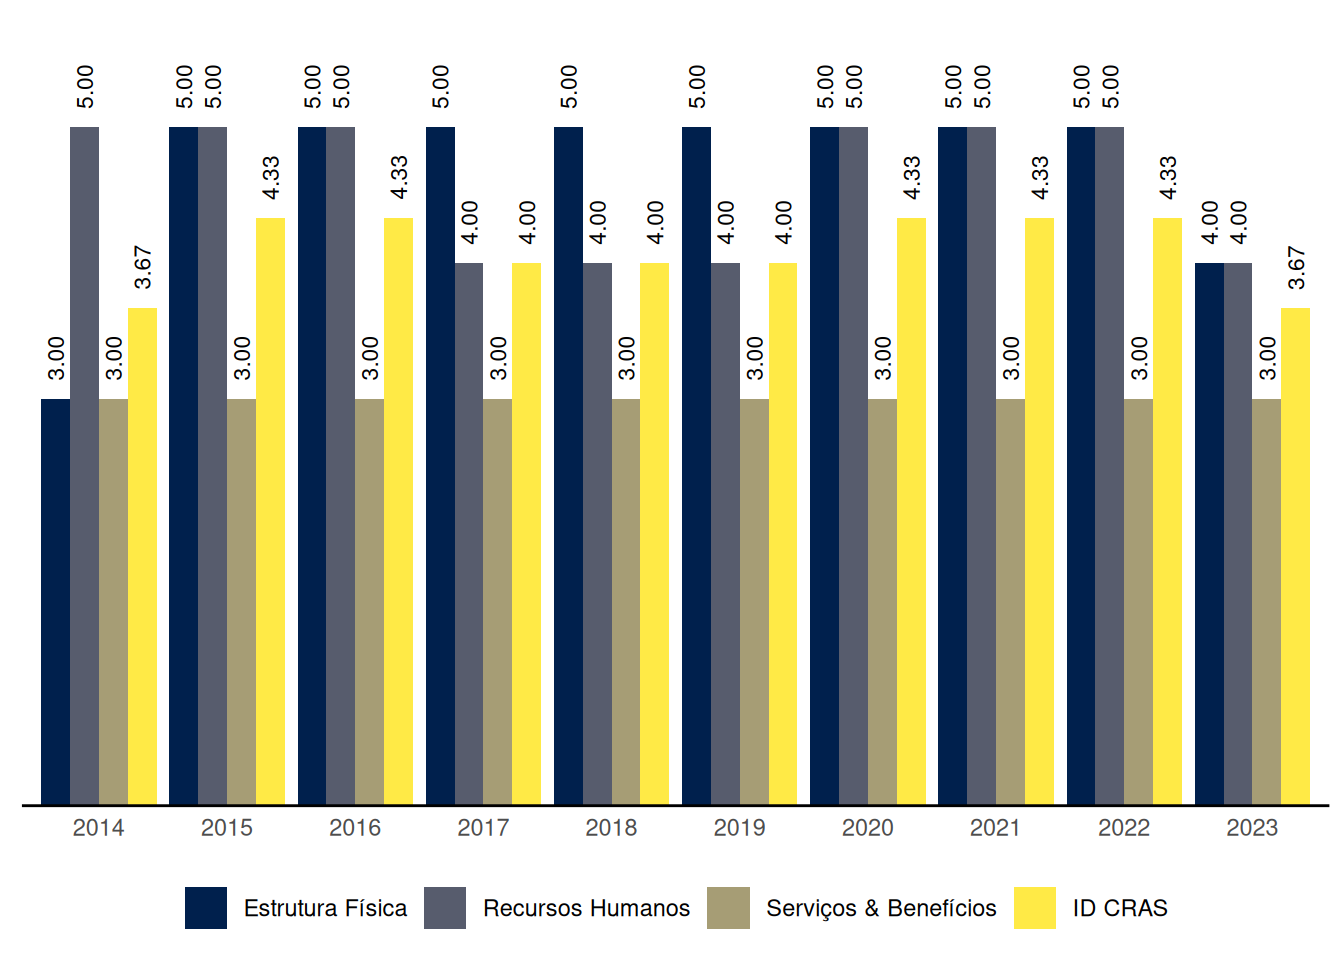 5.00 5.00 5.00 5.00 5.00 5.00 5.00 5.00 5.00 5.00 5.00 5.00 5.00 5.00 5.00
4.33 4.33 4.33 4.33 4.33
4.00 4.00 4.00 4.00 4.00 4.00 4.00 4.00
3.67 3.67
3.00 3.00 3.00 3.00 3.00 3.00 3.00 3.00 3.00 3.00 3.00
2014 2015 2016 2017 2018 2019 2020 2021 2022 2023
Estrutura Física Recursos Humanos Serviços & Benefícios ID CRAS